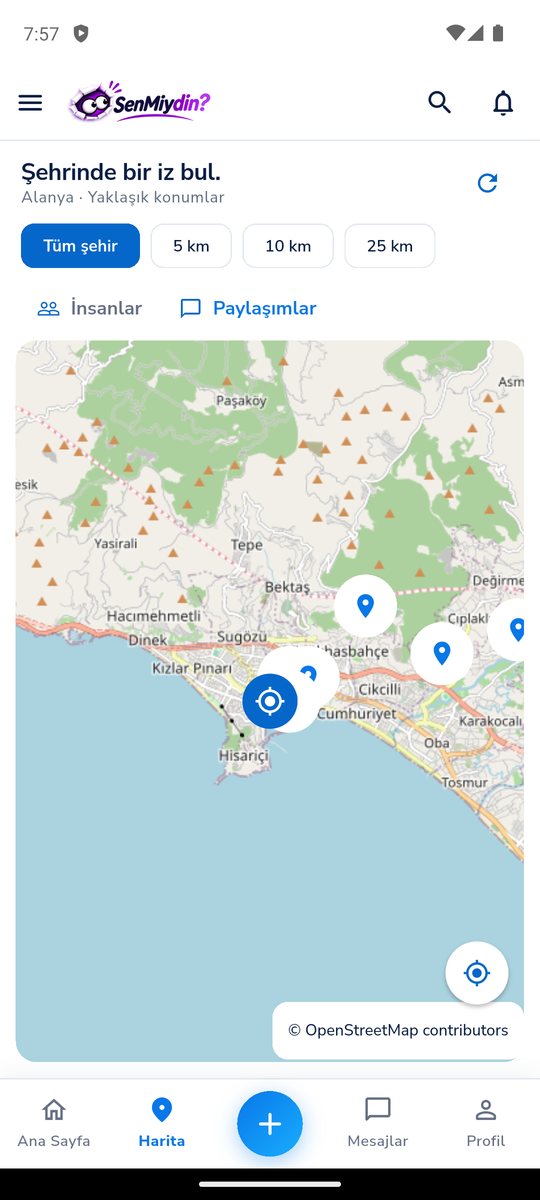 7:57
SenMiydin?
Şehrinde bir iz bul.
Alanya · Yaklaşık konumlar
Tüm şehir 5 km 10 km 25 km
İnsanlar Paylaşımlar
Asm
Paşaköy
esik
Yasirali
Tepe
Bektaş
Değirme
Hacımehmetli
Cıplaklı
Dinek
Sugözü
hasbahçe
Kızlar Pınarı
Cikcilli
Cumhuriyet
Karakocalı
Oba
Hisariçi
Tosmur
© OpenStreetMap contributors
Ana Sayfa Harita Mesajlar Profil